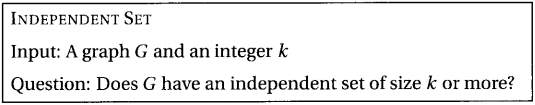 INDEPENDENT SET
Input: A graph G and an integer k
Question: Does G have an independent set of size k or more?